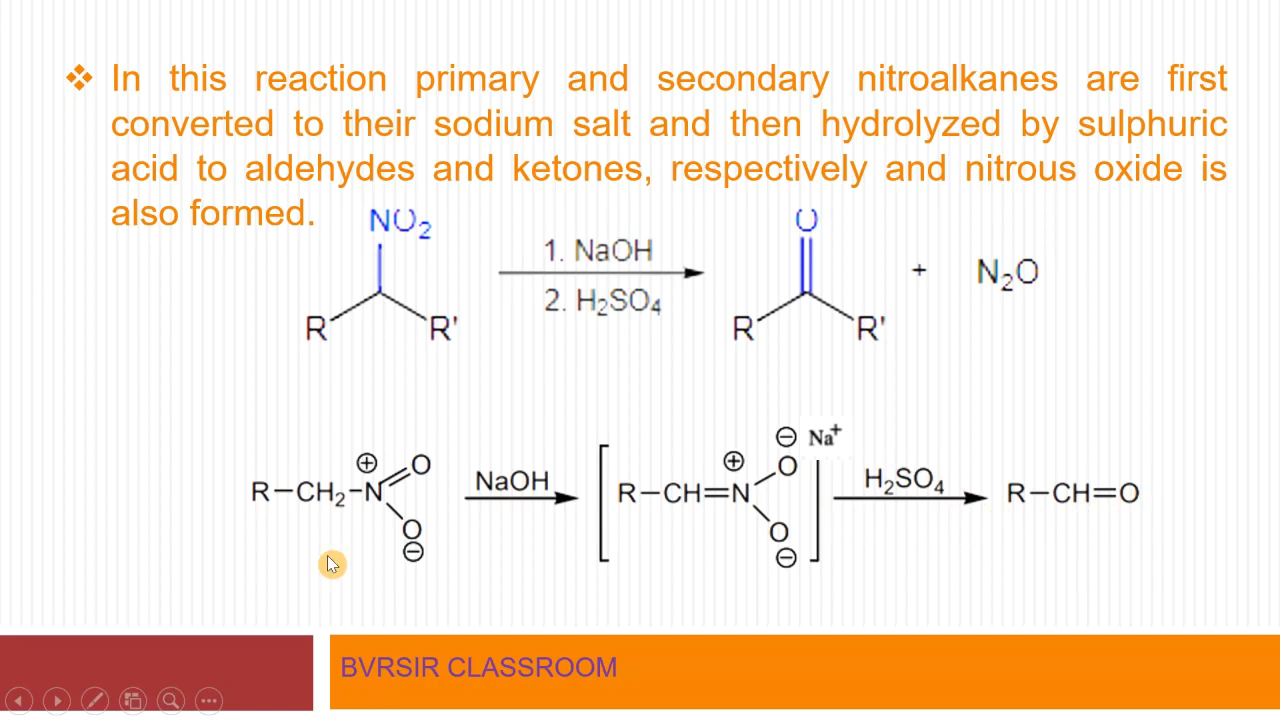 In this reaction primary and secondary nitroalkanes are first
converted to their sodium salt and then hydrolyzed by sulphuric
acid to aldehydes and ketones, respectively and nitrous oxide is
also formed.
NO₂
O
1. NaOH
2. H₂SO₄
+ N₂O
R R'
R R'
⊖ Na⁺
R−CH₂−N⊕ O O⊖
NaOH
[R−CH=N⊕ O O⊖]
H₂SO₄
R−CH=O
BVRSIR CLASSROOM